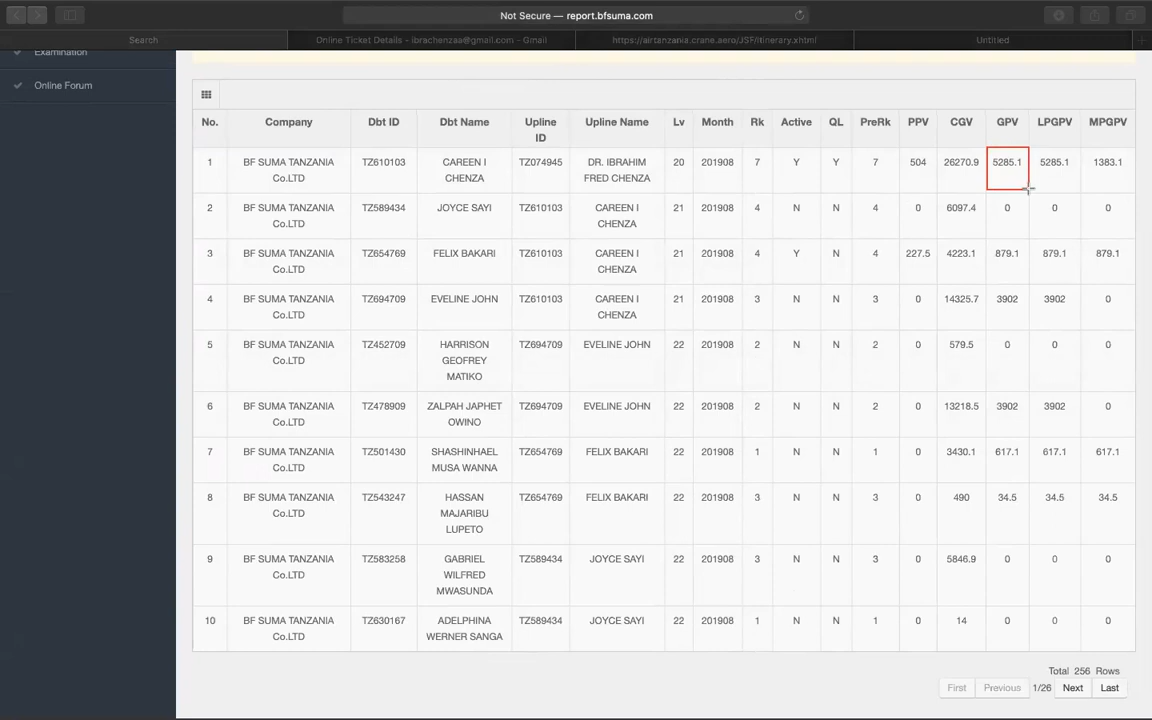 Not Secure — report.bfsuma.com
Search
Online Ticket Details - ibrachenzaa@gmail.com - Gmail
https://airtanzania.crane.aero/JSF/itinerary.xhtml
Untitled
Examination
Online Forum
No. Company Dbt ID Dbt Name Upline ID Upline Name Lv Month Rk Active QL PreRk PPV CGV GPV LPGPV MPGPV
1 BF SUMA TANZANIA Co.LTD TZ610103 CAREEN I CHENZA TZ074945 DR. IBRAHIM FRED CHENZA 20 201908 7 Y Y 7 504 26270.9 5285.1 5285.1 1383.1
2 BF SUMA TANZANIA Co.LTD TZ589434 JOYCE SAYI TZ610103 CAREEN I CHENZA 21 201908 4 N N 4 0 6097.4 0 0 0
3 BF SUMA TANZANIA Co.LTD TZ654769 FELIX BAKARI TZ610103 CAREEN I CHENZA 21 201908 4 Y N 4 227.5 4223.1 879.1 879.1 879.1
4 BF SUMA TANZANIA Co.LTD TZ694709 EVELINE JOHN TZ610103 CAREEN I CHENZA 21 201908 3 N N 3 0 14325.7 3902 3902 0
5 BF SUMA TANZANIA Co.LTD TZ452709 HARRISON GEOFREY MATIKO TZ694709 EVELINE JOHN 22 201908 2 N N 2 0 579.5 0 0 0
6 BF SUMA TANZANIA Co.LTD TZ478909 ZALPAH JAPHET OWINO TZ694709 EVELINE JOHN 22 201908 2 N N 2 0 13218.5 3902 3902 0
7 BF SUMA TANZANIA Co.LTD TZ501430 SHASHINHAEL MUSA WANNA TZ654769 FELIX BAKARI 22 201908 1 N N 1 0 3430.1 617.1 617.1 617.1
8 BF SUMA TANZANIA Co.LTD TZ543247 HASSAN MAJARIBU LUPETO TZ654769 FELIX BAKARI 22 201908 3 N N 3 0 490 34.5 34.5 34.5
9 BF SUMA TANZANIA Co.LTD TZ583258 GABRIEL WILFRED MWASUNDA TZ589434 JOYCE SAYI 22 201908 3 N N 3 0 5846.9 0 0 0
10 BF SUMA TANZANIA Co.LTD TZ630167 ADELPHINA WERNER SANGA TZ589434 JOYCE SAYI 22 201908 1 N N 1 0 14 0 0 0
Total 256 Rows
First Previous 1/26 Next Last